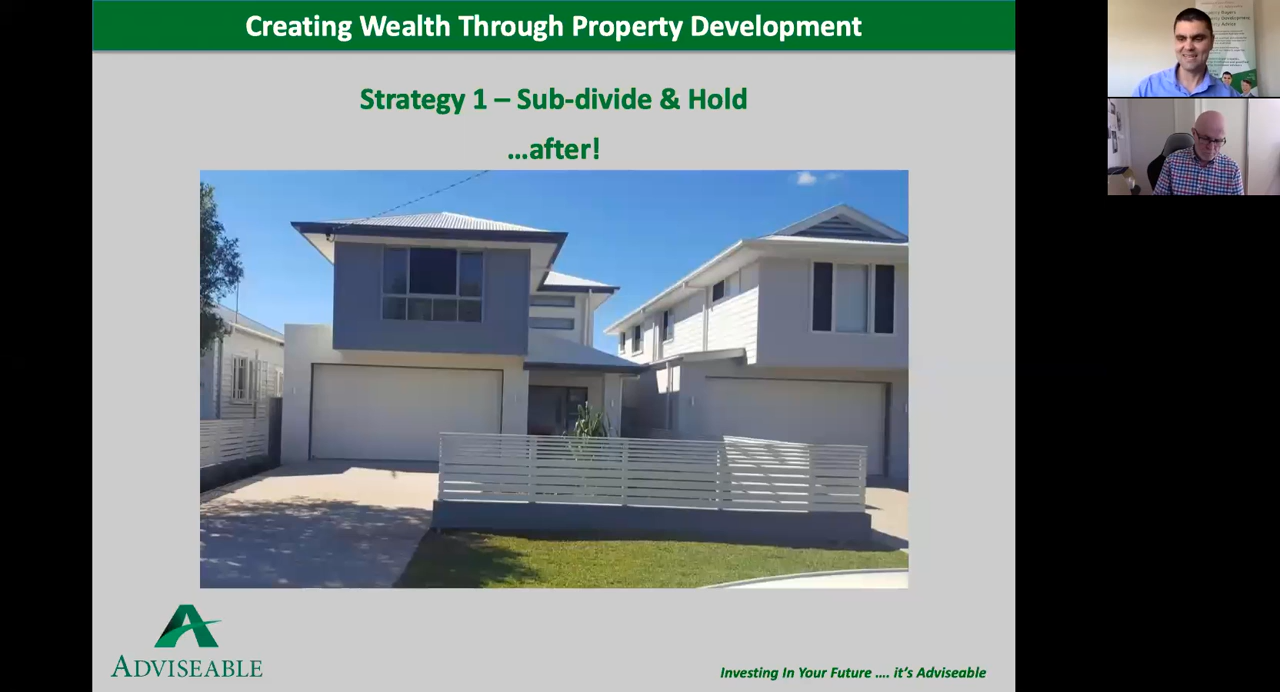 Creating Wealth Through Property Development
Strategy 1 – Sub-divide & Hold
...after!
ADVISEABLE
Investing In Your Future .... it's Adviseable